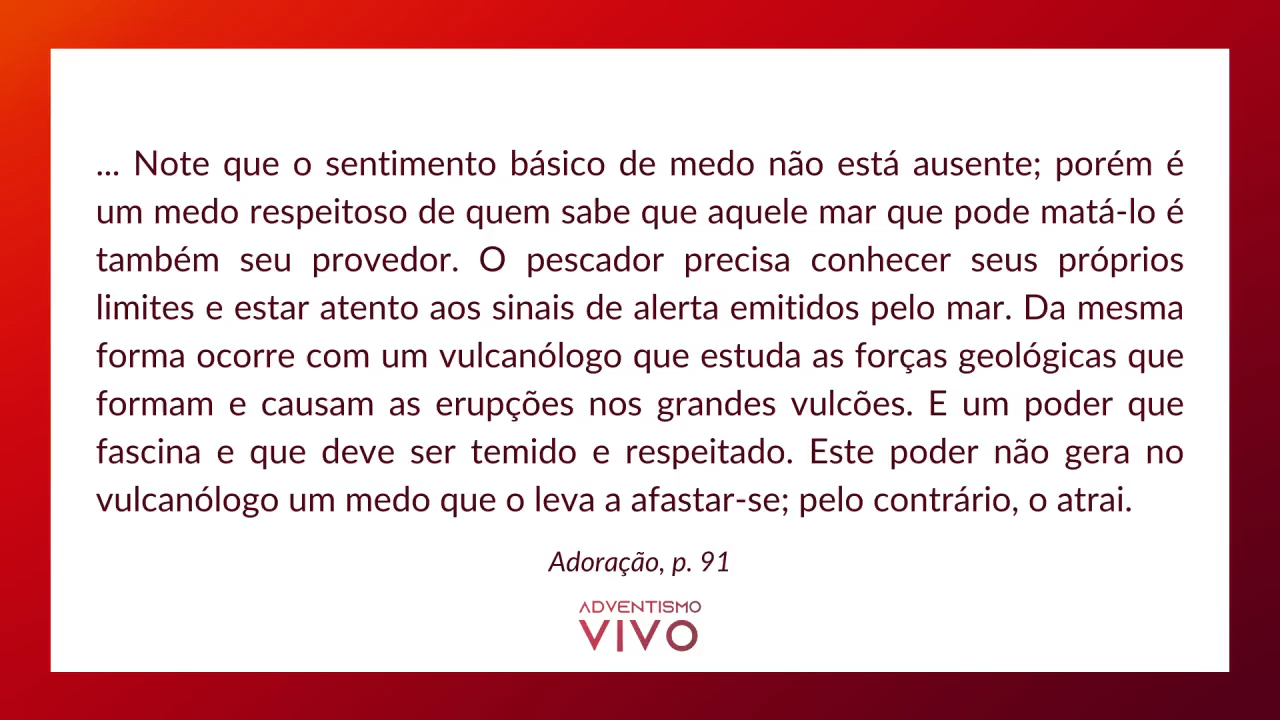 ... Note que o sentimento básico de medo não está ausente; porém é
um medo respeitoso de quem sabe que aquele mar que pode matá-lo é
também seu provedor. O pescador precisa conhecer seus próprios
limites e estar atento aos sinais de alerta emitidos pelo mar. Da mesma
forma ocorre com um vulcanólogo que estuda as forças geológicas que
formam e causam as erupções nos grandes vulcões. E um poder que
fascina e que deve ser temido e respeitado. Este poder não gera no
vulcanólogo um medo que o leva a afastar-se; pelo contrário, o atrai.
Adoração, p. 91
ADVENTISMO
VIVO